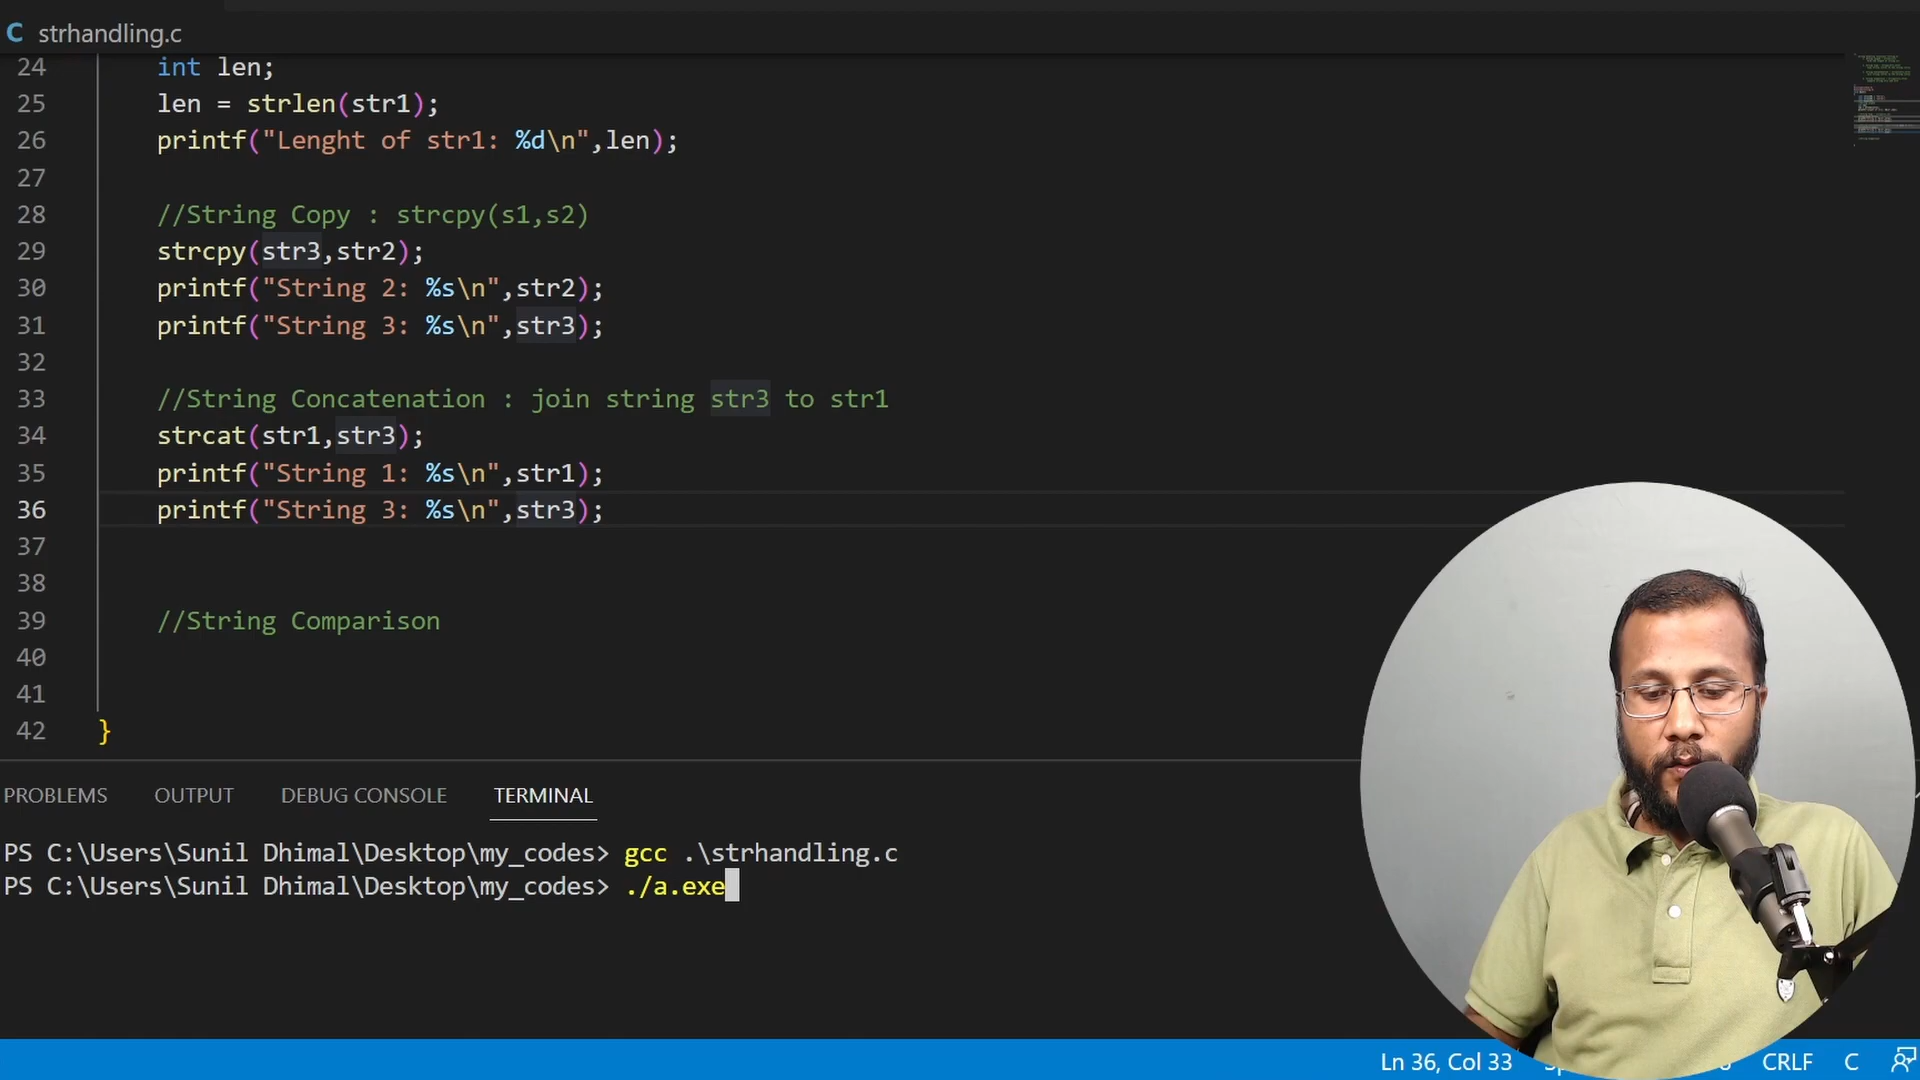 C strhandling.c
24 int len;
25 len = strlen(str1);
26 printf("Lenght of str1: %d\n",len);
27
28 //String Copy : strcpy(s1,s2)
29 strcpy(str3,str2);
30 printf("String 2: %s\n",str2);
31 printf("String 3: %s\n",str3);
32
33 //String Concatenation : join string str3 to str1
34 strcat(str1,str3);
35 printf("String 1: %s\n",str1);
36 printf("String 3: %s\n",str3);
37
38
39 //String Comparison
40
41
42 }
PROBLEMS OUTPUT DEBUG CONSOLE TERMINAL
PS C:\Users\Sunil Dhimal\Desktop\my_codes> gcc .\strhandling.c
PS C:\Users\Sunil Dhimal\Desktop\my_codes> ./a.exe
Ln 36, Col 33 CRLF C